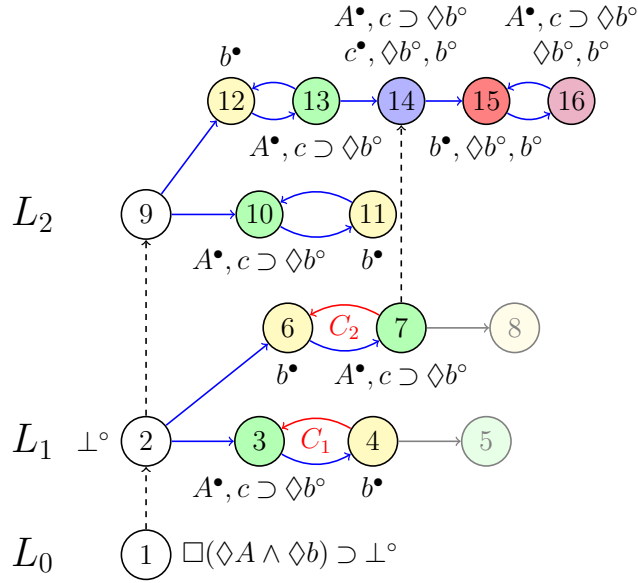 A•, c ⊃ ◊b° A•, c ⊃ ◊b°
b• c•, ◊b°, b° ◊b°, b°
12 13 14 15 16
A•, c ⊃ ◊b° b•, ◊b°, b°
L₂ 9 10 11
A•, c ⊃ ◊b° b•
6 C₂ 7 8
b• A•, c ⊃ ◊b°
L₁ ⊥° 2 3 C₁ 4 5
A•, c ⊃ ◊b° b•
L₀ 1 □(◊A ∧ ◊b) ⊃ ⊥°